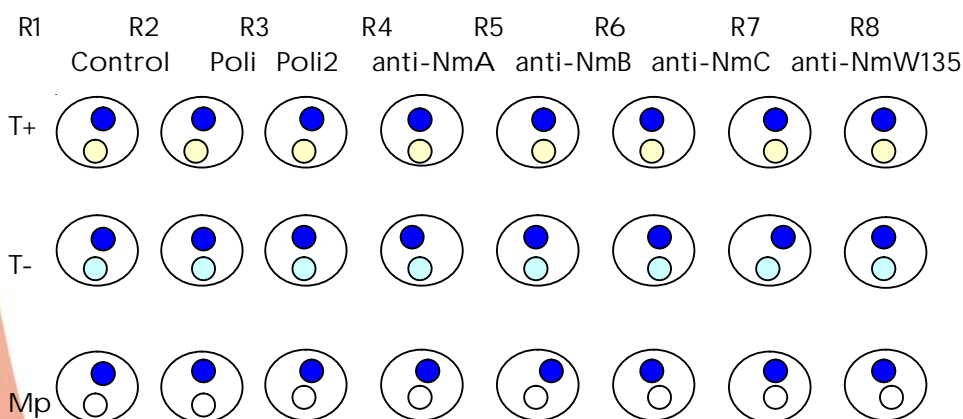 R1 R2 R3 R4 R5 R6 R7 R8
Control Poli Poli2 anti-NmA anti-NmB anti-NmC anti-NmW135
T+
T-
Mp